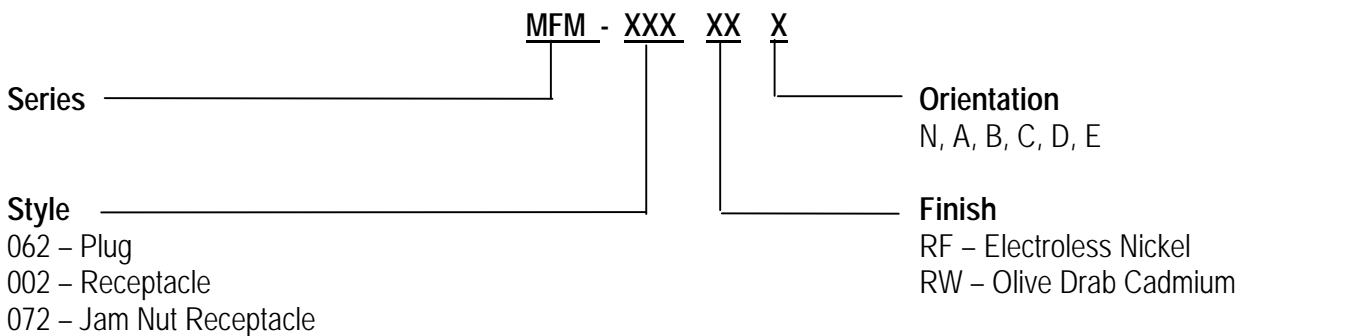 MFM - XXX XX X
Series
Orientation
N, A, B, C, D, E
Style
062 – Plug
002 – Receptacle
072 – Jam Nut Receptacle
Finish
RF – Electroless Nickel
RW – Olive Drab Cadmium